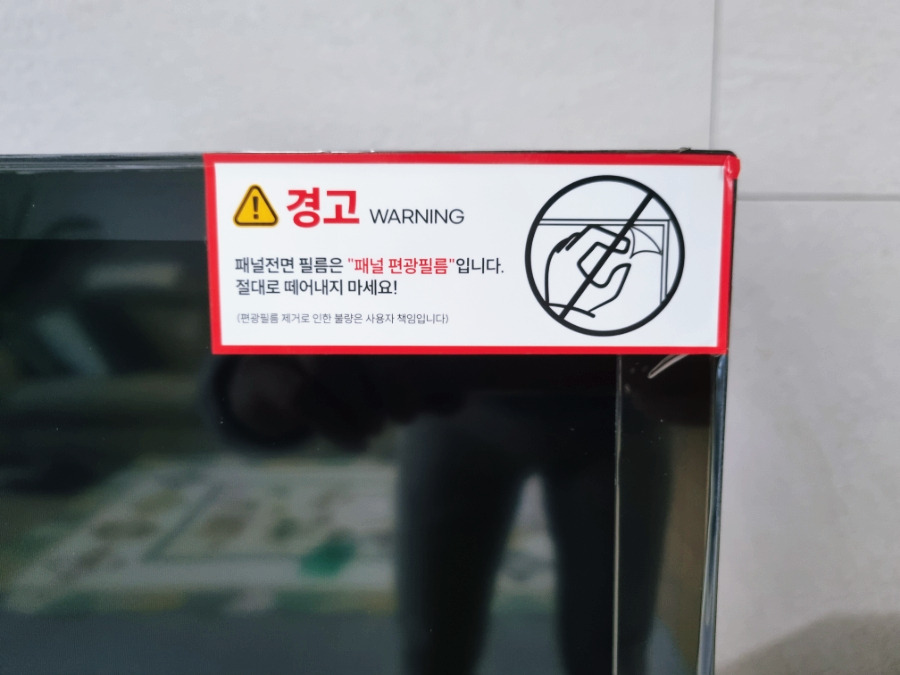 경고 WARNING
패널전면 필름은 "패널 편광필름"입니다.
절대로 떼어내지 마세요!
(편광필름 제거로 인한 불량은 사용자 책임입니다)